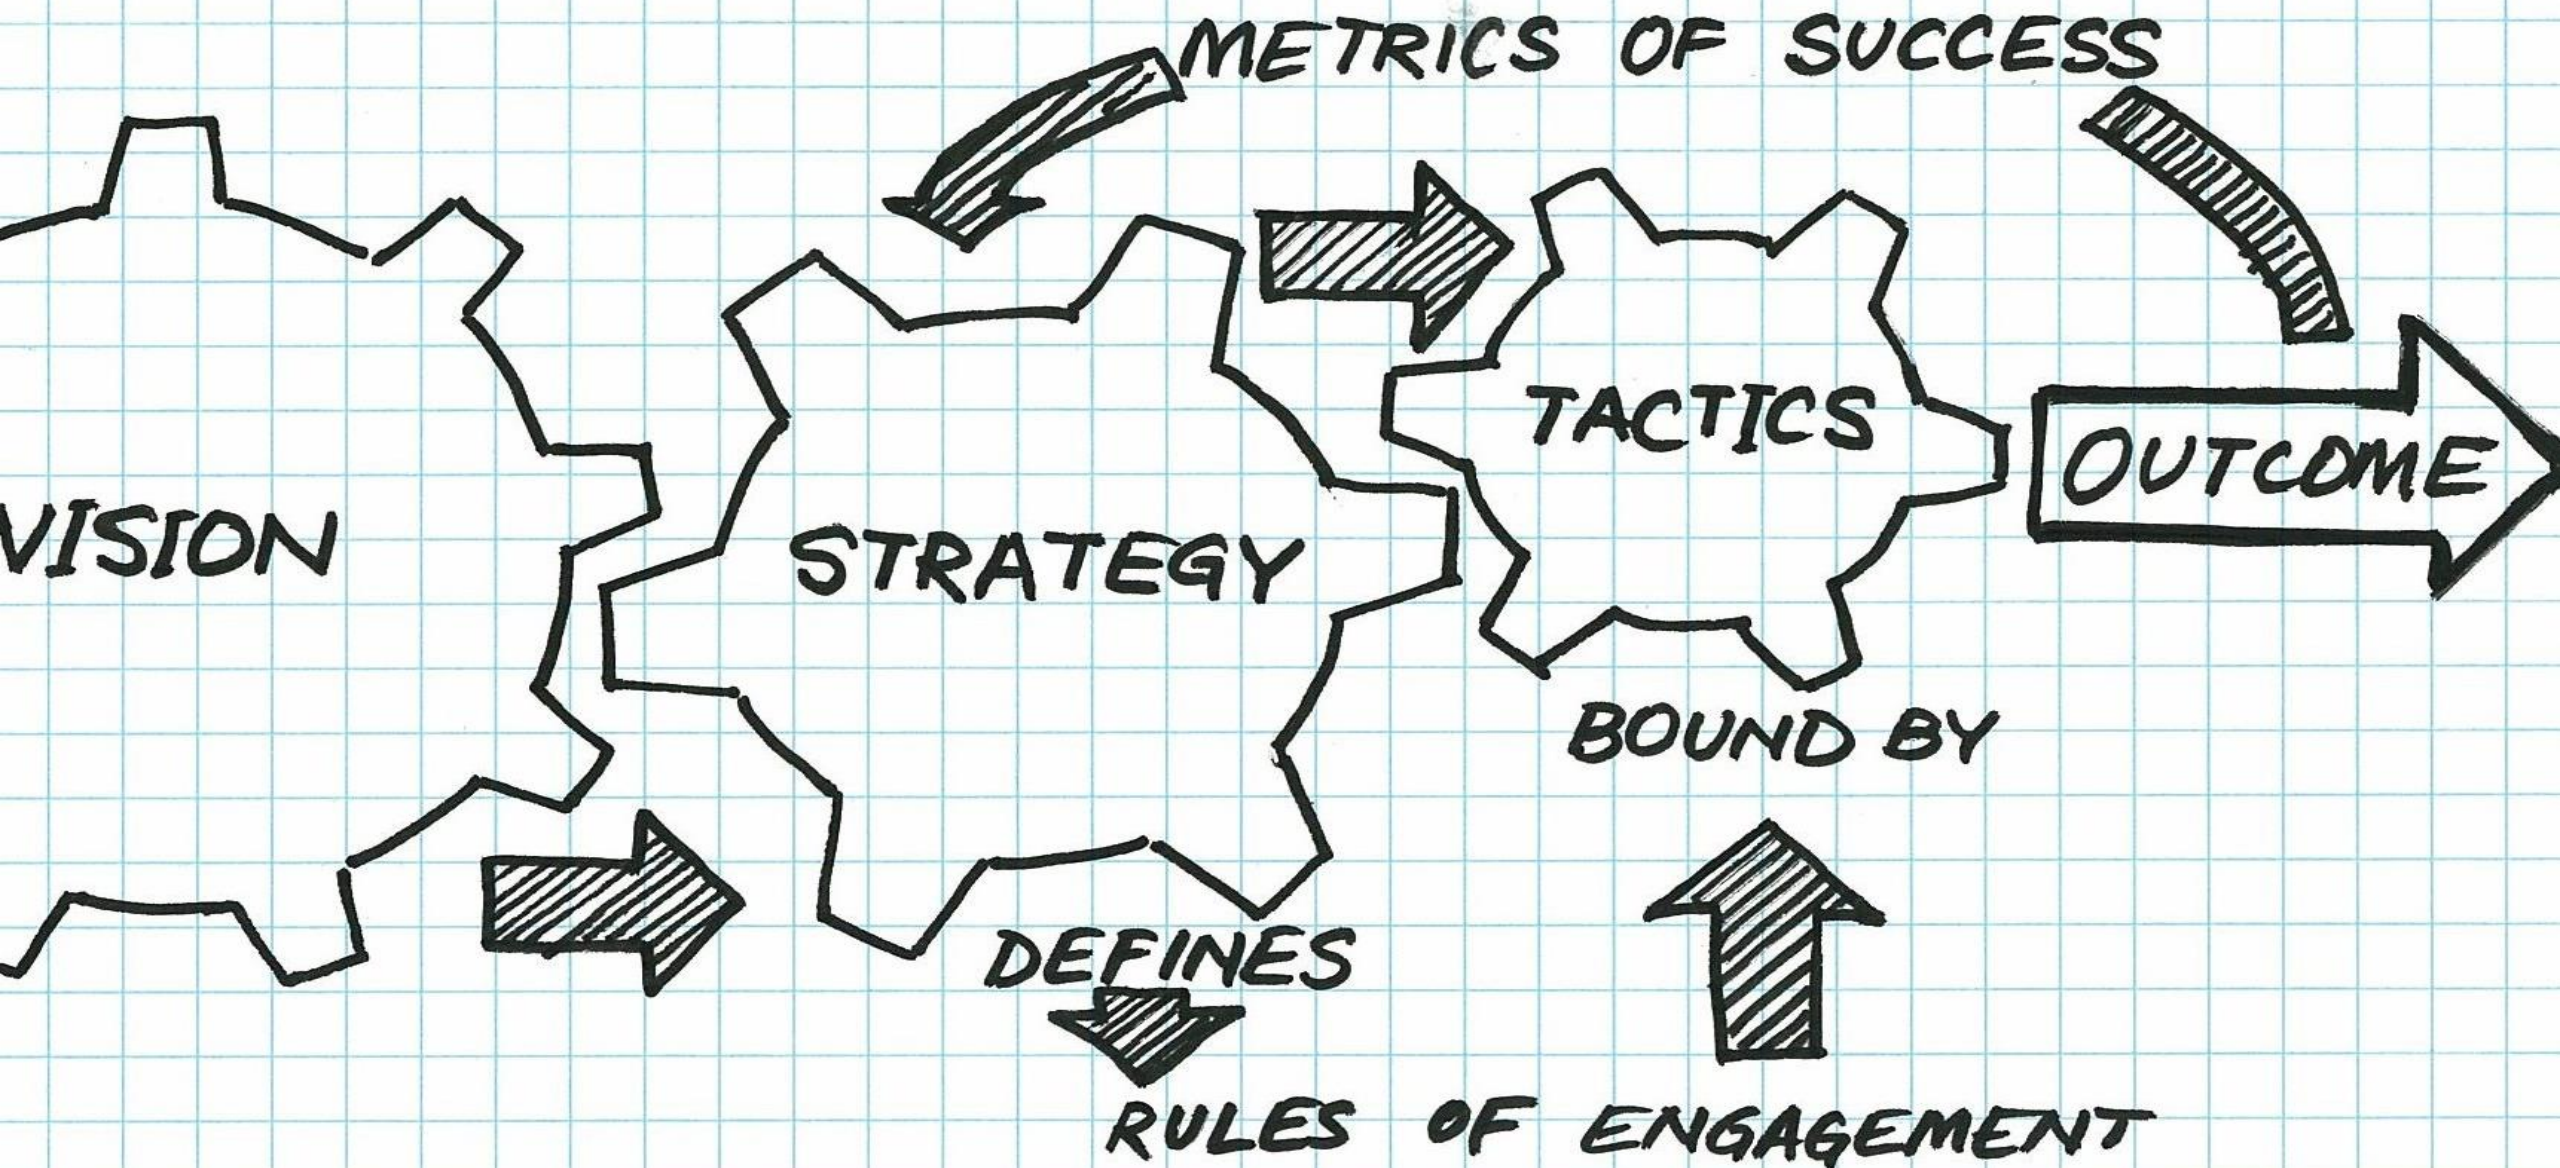 METRICS OF SUCCESS
TACTICS
OUTCOME
VISION
STRATEGY
BOUND BY
DEFINES
RULES OF ENGAGEMENT